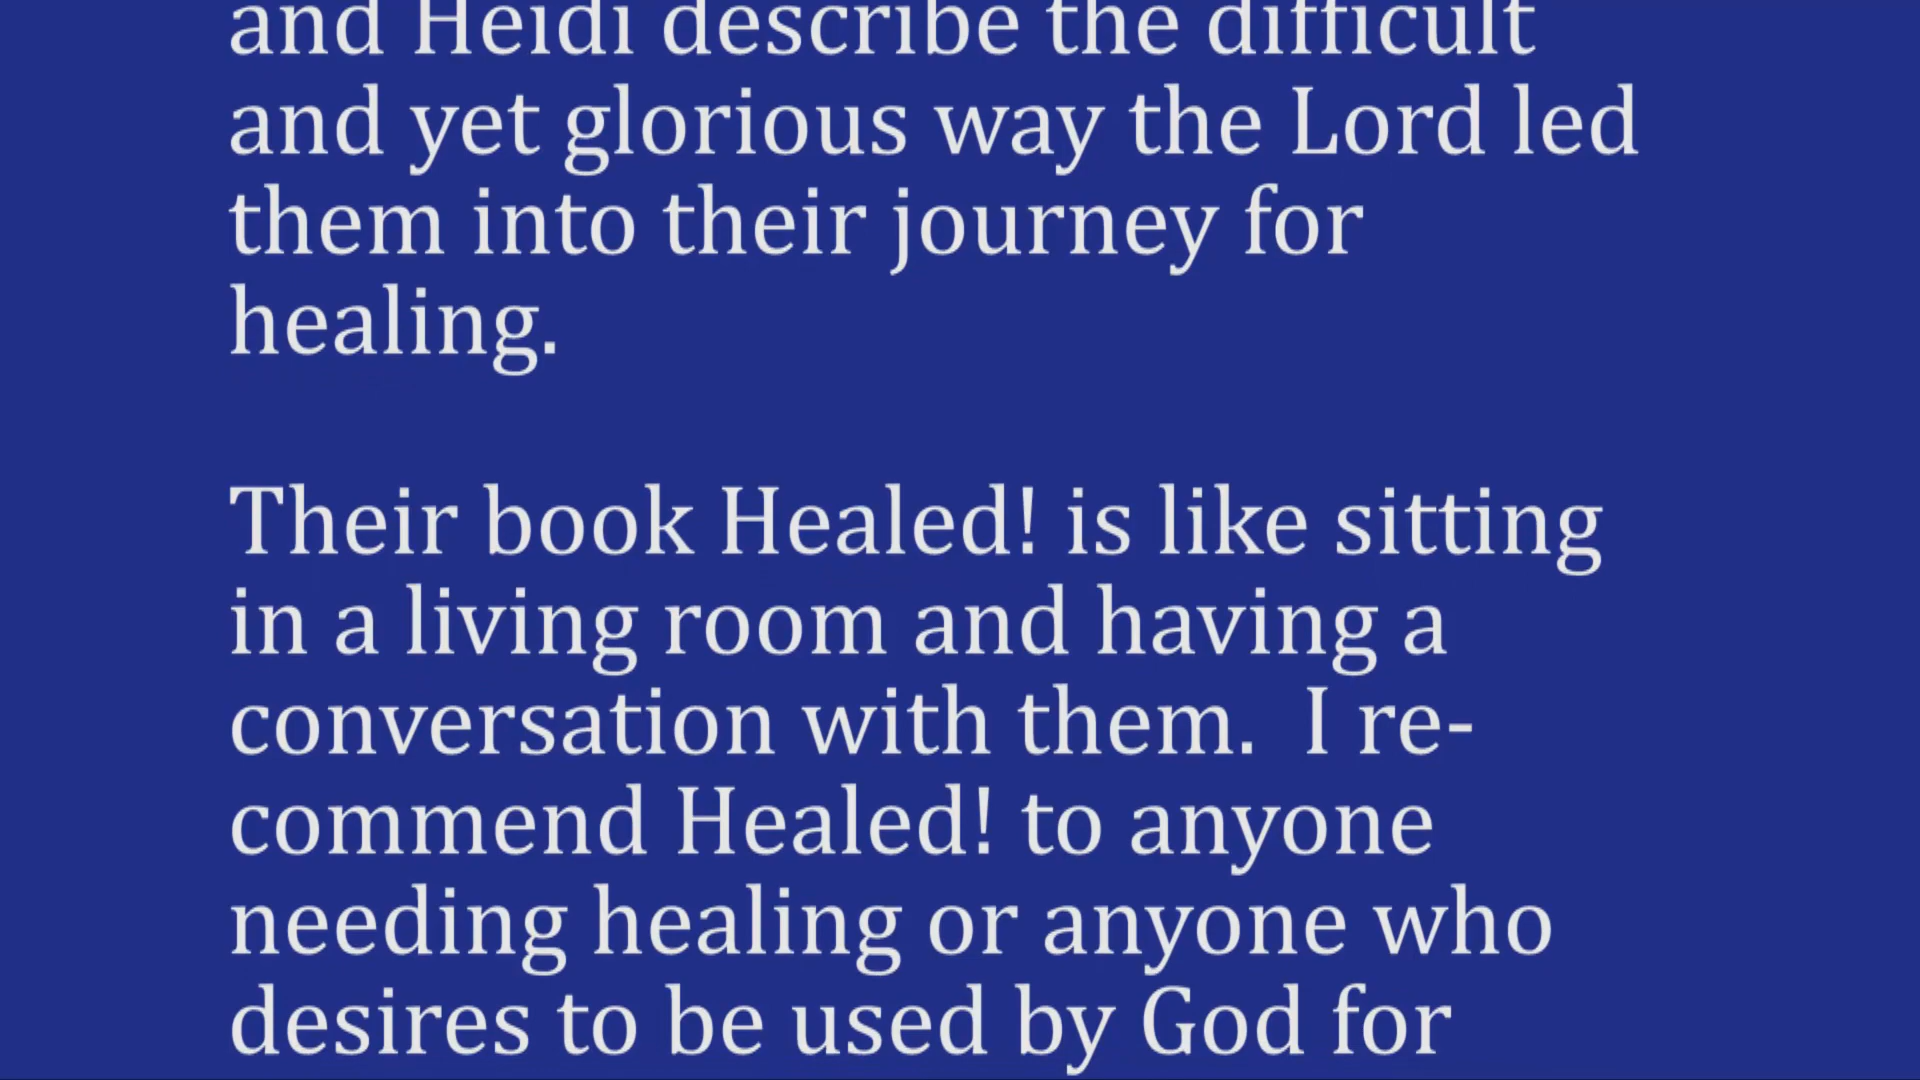 and Heidi describe the difficult
and yet glorious way the Lord led
them into their journey for
healing.
Their book Healed! is like sitting
in a living room and having a
conversation with them.  I re-
commend Healed! to anyone
needing healing or anyone who
desires to be used by God for